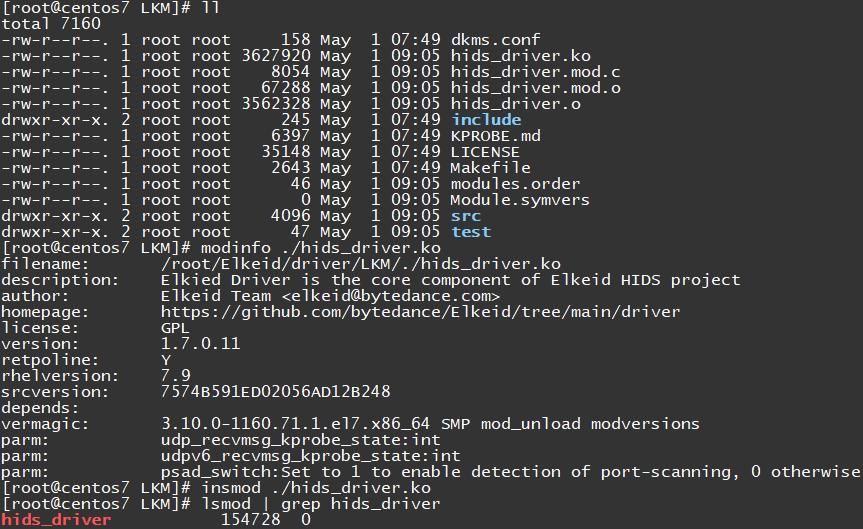 [root@centos7 LKM]# ll
total 7160
-rw-r--r--. 1 root root     158 May  1 07:49 dkms.conf
-rw-r--r--. 1 root root 3627920 May  1 09:05 hids_driver.ko
-rw-r--r--. 1 root root    8054 May  1 09:05 hids_driver.mod.c
-rw-r--r--. 1 root root   67288 May  1 09:05 hids_driver.mod.o
-rw-r--r--. 1 root root 3562328 May  1 09:05 hids_driver.o
drwxr-xr-x. 2 root root     245 May  1 07:49 include
-rw-r--r--. 1 root root    6397 May  1 07:49 KPROBE.md
-rw-r--r--. 1 root root   35148 May  1 07:49 LICENSE
-rw-r--r--. 1 root root    2643 May  1 07:49 Makefile
-rw-r--r--. 1 root root      46 May  1 09:05 modules.order
-rw-r--r--. 1 root root       0 May  1 09:05 Module.symvers
drwxr-xr-x. 2 root root    4096 May  1 09:05 src
drwxr-xr-x. 2 root root      47 May  1 07:49 test
[root@centos7 LKM]# modinfo ./hids_driver.ko
filename:       /root/Elkeid/driver/LKM/./hids_driver.ko
description:    Elkied Driver is the core component of Elkeid HIDS project
author:         Elkeid Team <elkeid@bytedance.com>
homepage:       https://github.com/bytedance/Elkeid/tree/main/driver
license:        GPL
version:        1.7.0.11
retpoline:      Y
rhelversion:    7.9
srcversion:     7574B591ED02056AD12B248
depends:
vermagic:       3.10.0-1160.71.1.el7.x86_64 SMP mod_unload modversions
parm:           udp_recvmsg_kprobe_state:int
parm:           udpv6_recvmsg_kprobe_state:int
parm:           psad_switch:Set to 1 to enable detection of port-scanning, 0 otherwise
[root@centos7 LKM]# insmod ./hids_driver.ko
[root@centos7 LKM]# lsmod | grep hids_driver
hids_driver           154728  0